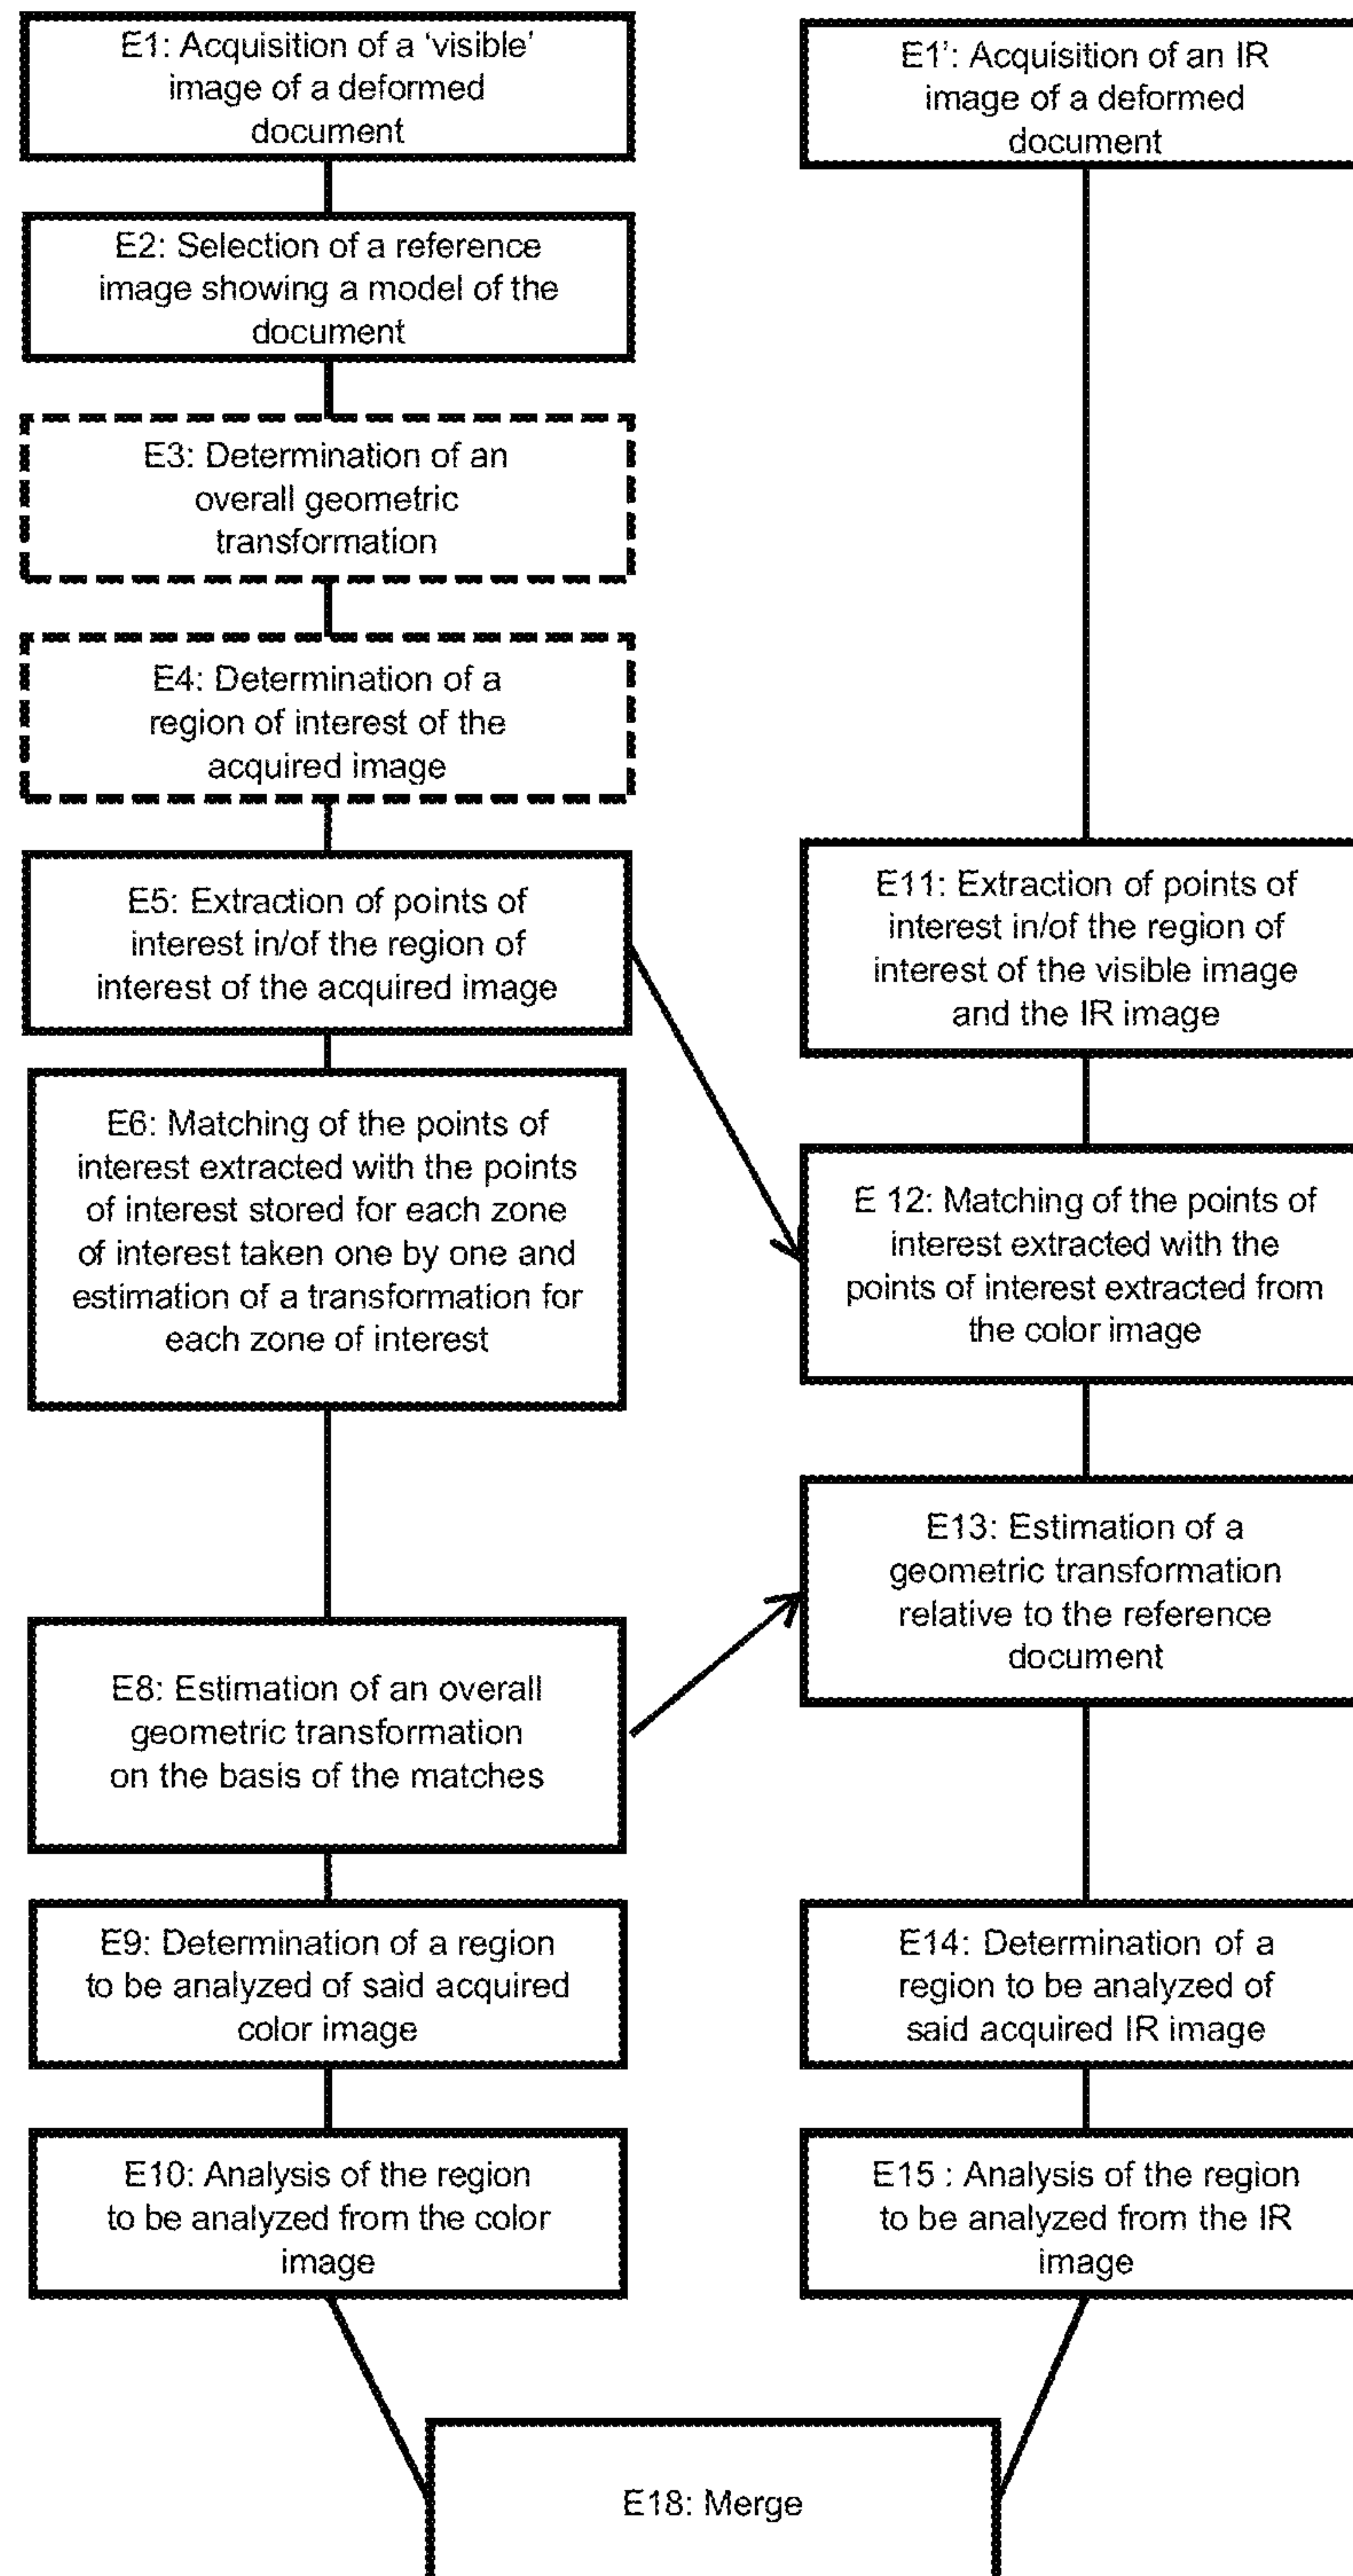 E1: Acquisition of a ‘visible’
image of a deformed
document
E2: Selection of a reference
image showing a model of the
document
E3: Determination of an
overall geometric
transformation
E4: Determination of a
region of interest of the
acquired image
E5: Extraction of points of
interest in/of the region of
interest of the acquired image
E6: Matching of the points of
interest extracted with the points
of interest stored for each zone
of interest taken one by one and
estimation of a transformation for
each zone of interest
E8: Estimation of an overall
geometric transformation
on the basis of the matches
E9: Determination of a region
to be analyzed of said acquired
color image
E10: Analysis of the region
to be analyzed from the color
image
E1’: Acquisition of an IR
image of a deformed
document
E11: Extraction of points of
interest in/of the region of
interest of the visible image
and the IR image
E 12: Matching of the points of
interest extracted with the
points of interest extracted from
the color image
E13: Estimation of a
geometric transformation
relative to the reference
document
E14: Determination of a
region to be analyzed of
said acquired IR image
E15 : Analysis of the region
to be analyzed from the IR
image
E18: Merge